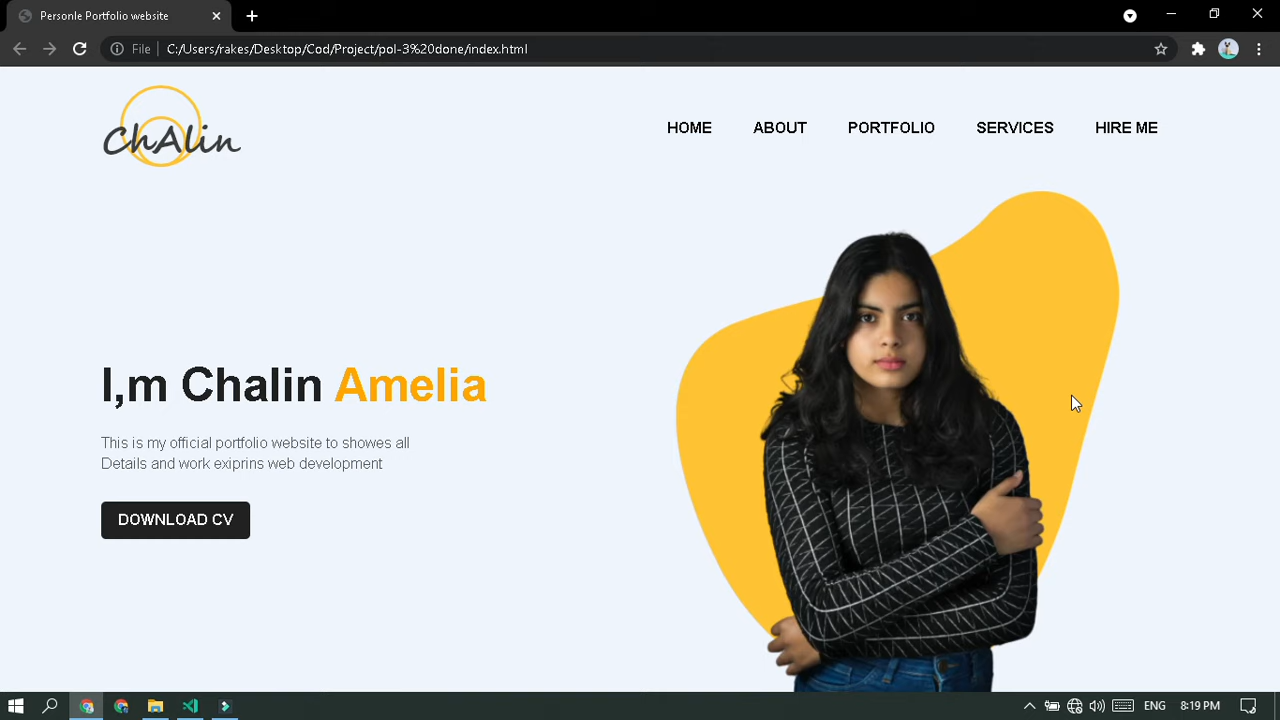 Personle Portfolio website
File
C:/Users/rakes/Desktop/Cod/Project/pol-3%20done/index.html
ChAlin
HOME ABOUT PORTFOLIO SERVICES HIRE ME
I,m Chalin Amelia
This is my official portfolio website to showes all
Details and work exiprins web development
DOWNLOAD CV
ENG 8:19 PM